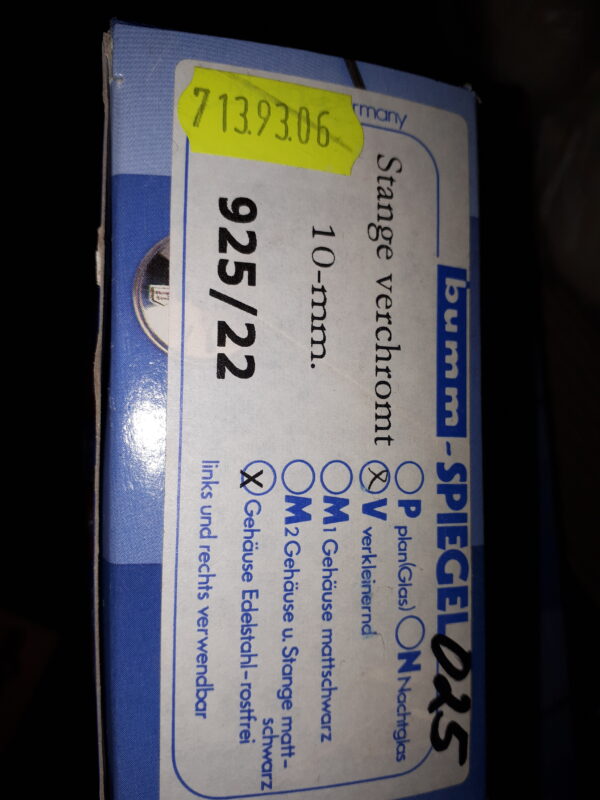 713.93.06
rmany
bumm-SPIEGEL 025
Stange verchromt
10-mm.
925/22
P plan(Glas) N Nachtglas
X V verkleinernd
M1 Gehäuse mattschwarz
M2 Gehäuse u. Stange matt-
schwarz
X Gehäuse Edelstahl-rostfrei
links und rechts verwendbar